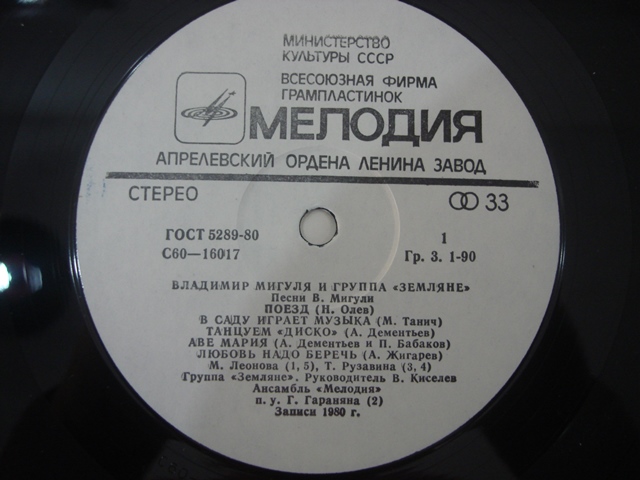 МИНИСТЕРСТВО
КУЛЬТУРЫ СССР
ВСЕСОЮЗНАЯ ФИРМА
ГРАМПЛАСТИНОК
МЕЛОДИЯ
АПРЕЛЕВСКИЙ ОРДЕНА ЛЕНИНА ЗАВОД
СТЕРЕО 33
ГОСТ 5289-80 1
С60—16017 Гр. 3. 1-90
ВЛАДИМИР МИГУЛЯ И ГРУППА «ЗЕМЛЯНЕ»
Песни В. Мигули
ПОЕЗД (Н. Олев)
В САДУ ИГРАЕТ МУЗЫКА (М. Танич)
ТАНЦУЕМ «ДИСКО» (А. Дементьев)
АВЕ МАРИЯ (А. Дементьев и П. Бабаков)
ЛЮБОВЬ НАДО БЕРЕЧЬ (А. Жигарев)
М. Леонова (1, 5), Т. Рузавина (3, 4)
Группа «Земляне». Руководитель В. Киселев
Ансамбль «Мелодия»
п. у. Г. Гараняна (2)
Записи 1980 г.